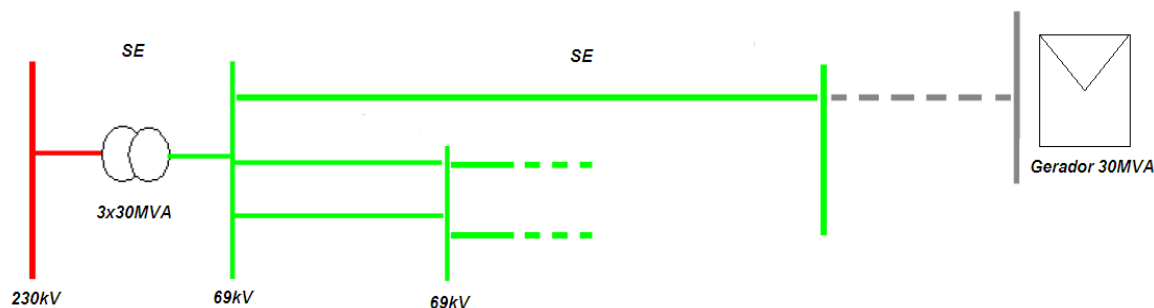 SE
SE
Gerador 30MVA
3x30MVA
230kV
69kV
69kV